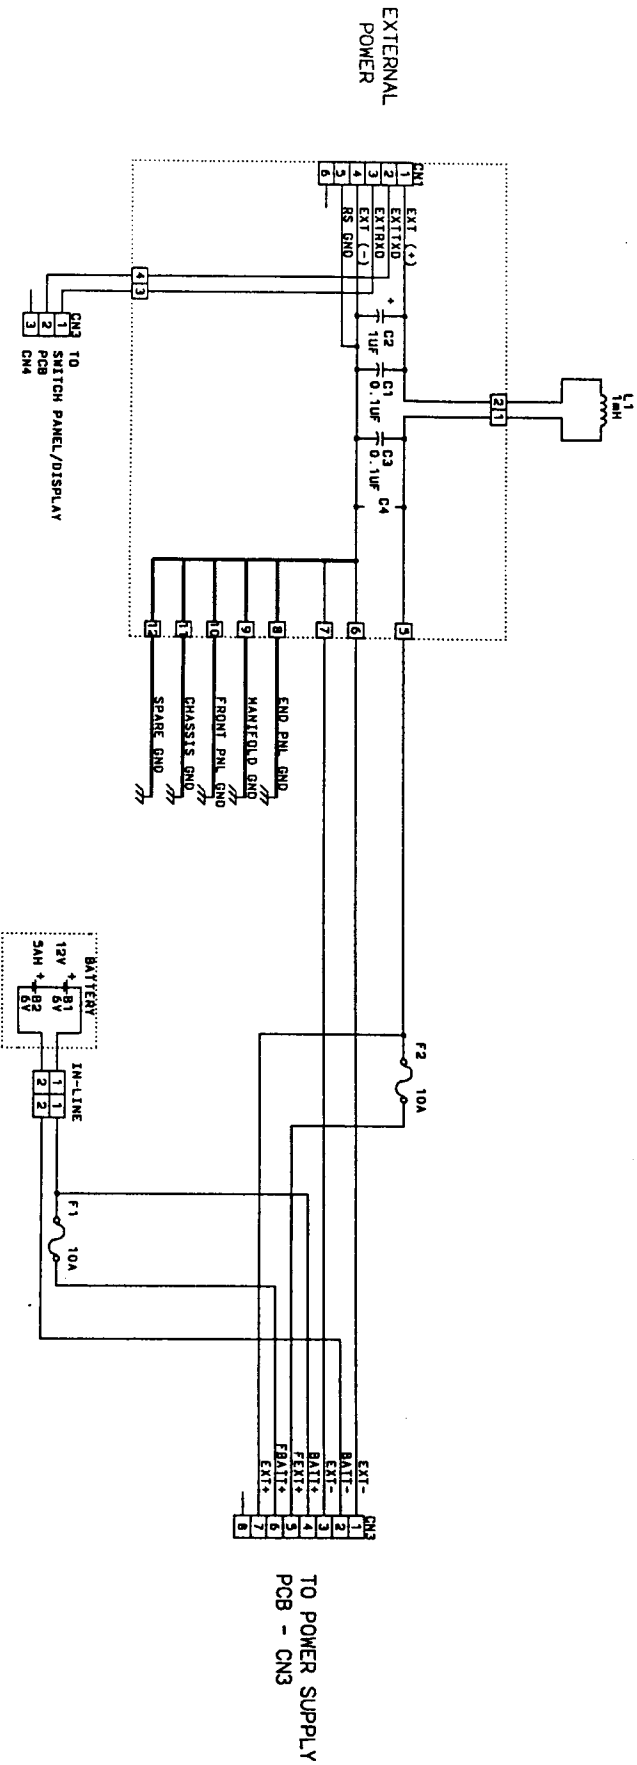 EXTERNAL
POWER
CN1
1
2
3
4
5
6
EXT (+)
EXTTXD
EXTRXD
EXT (-)
RS GND
4
3
CN3
1
2
3
TO
SWITCH PANEL/DISPLAY
PCB
CN4
+
C2
1UF
C1
0.1UF
C3
0.1UF
C4
L1
1mH
2
1
5
6
7
8
9
10
11
12
END PNL GND
MANIFOLD GND
FRONT PNL GND
CHASSIS GND
SPARE GND
BATTERY
12V
5AH
+
B1
6V
+
B2
6V
IN-LINE
1
1
2
2
F2
10A
F1
10A
EXT-
BATT-
EXT-
BATT+
FEXT+
FBATT+
EXT+
CN3
1
2
3
4
5
6
7
8
TO POWER SUPPLY
PCB - CN3